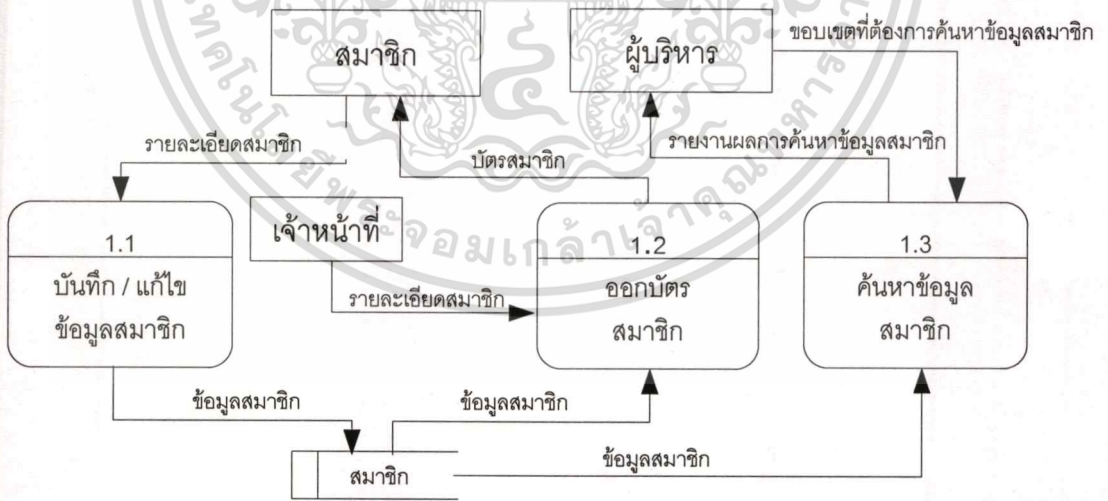 ขอบเขตที่ต้องการค้นหาข้อมูลสมาชิก
สมาชิก
ผู้บริหาร
รายละเอียดสมาชิก
บัตรสมาชิก
รายงานผลการค้นหาข้อมูลสมาชิก
เจ้าหน้าที่
1.1
บันทึก / แก้ไข
ข้อมูลสมาชิก
รายละเอียดสมาชิก
1.2
ออกบัตร
สมาชิก
1.3
ค้นหาข้อมูล
สมาชิก
ข้อมูลสมาชิก
ข้อมูลสมาชิก
ข้อมูลสมาชิก
สมาชิก